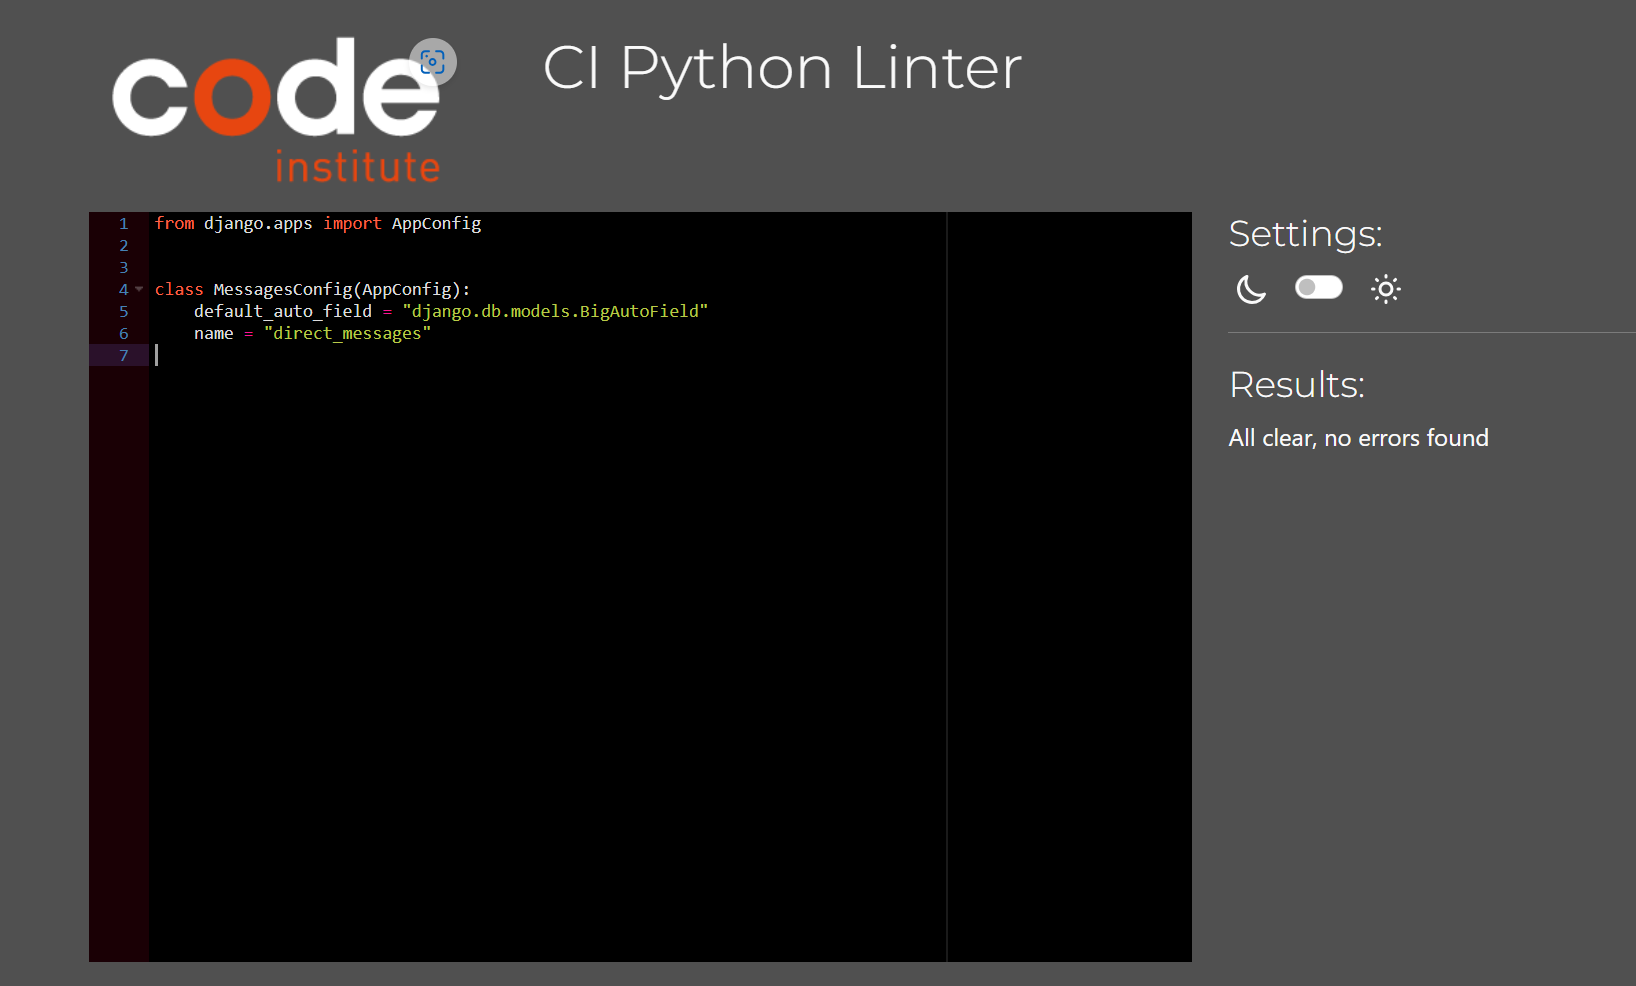 code
institute
CI Python Linter
1 from django.apps import AppConfig
2
3
4 class MessagesConfig(AppConfig):
5     default_auto_field = "django.db.models.BigAutoField"
6     name = "direct_messages"
7
Settings:
Results:
All clear, no errors found